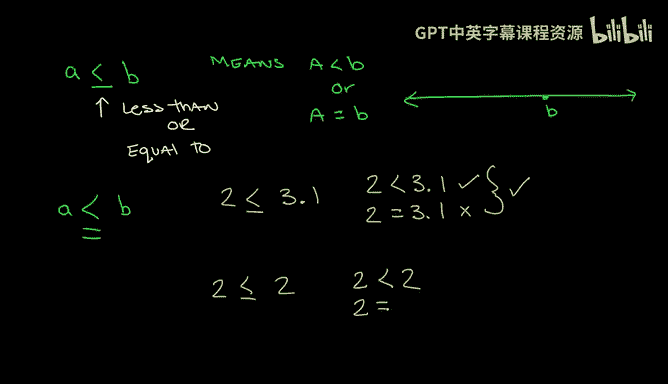 GPT中英字幕课程资源 bilibili
a ≤ b MEANS A < b
or
A = b
b
↑ Less than
OR
Equal to
a ≦ b
2 ≤ 3.1 2 < 3.1 ✓
2 = 3.1 × } ✓
2 ≤ 2 2 < 2
2 =